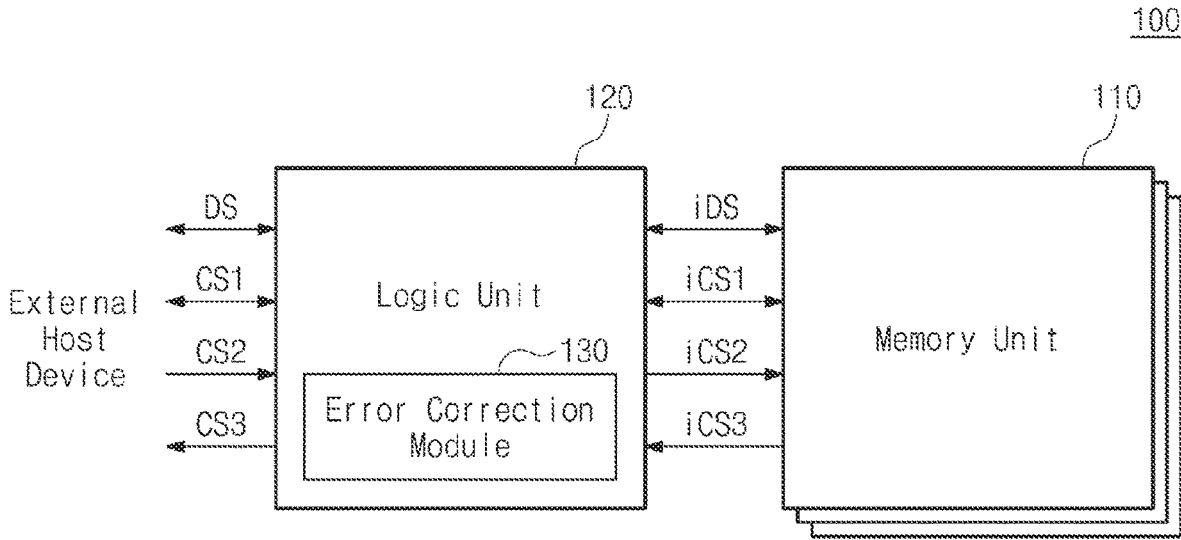 100
120
110
DS
iDS
CS1
iCS1
External
Host
Device
Logic Unit
Memory Unit
CS2
iCS2
130
Error Correction
Module
CS3
iCS3